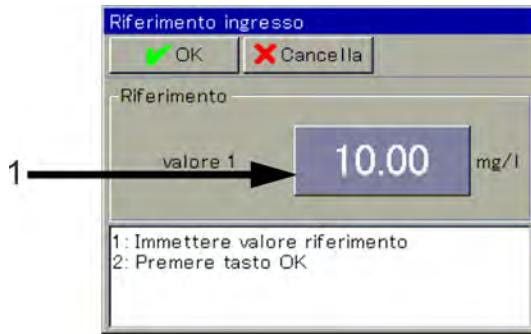 Riferimento ingresso
OK Cancella
Riferimento
1 valore 1 10.00 mg/l
1: Immettere valore riferimento
2: Premere tasto OK